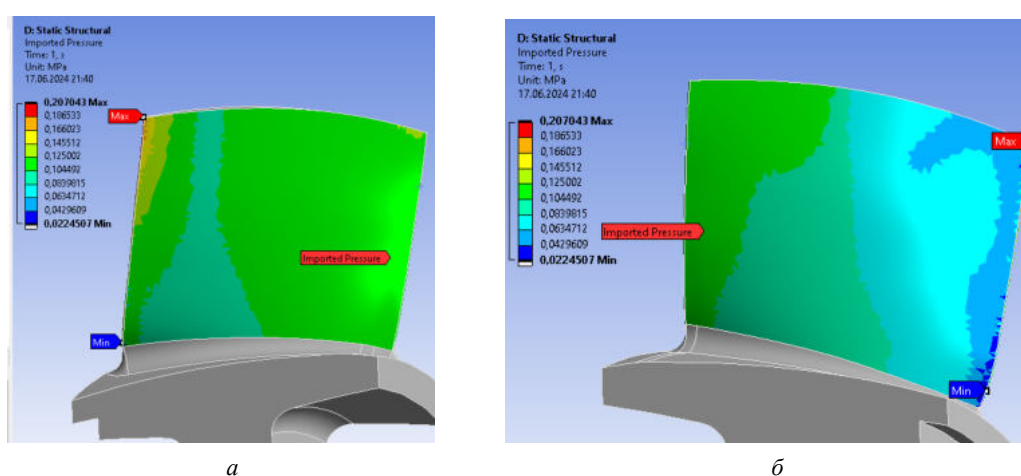 D: Static Structural
Imported Pressure
Time: 1, s
Unit: MPa
17.06.2024 21:40
0,207043 Max
0,186533
0,166023
0,145512
0,125002
0,104492
0,0839815
0,0634712
0,0429609
0,0224507 Min
Max
Imported Pressure
Min
а
D: Static Structural
Imported Pressure
Time: 1, s
Unit: MPa
17.06.2024 21:40
0,207043 Max
0,186533
0,166023
0,145512
0,125002
0,104492
0,0839815
0,0634712
0,0429609
0,0224507 Min
Max
Imported Pressure
Min
б